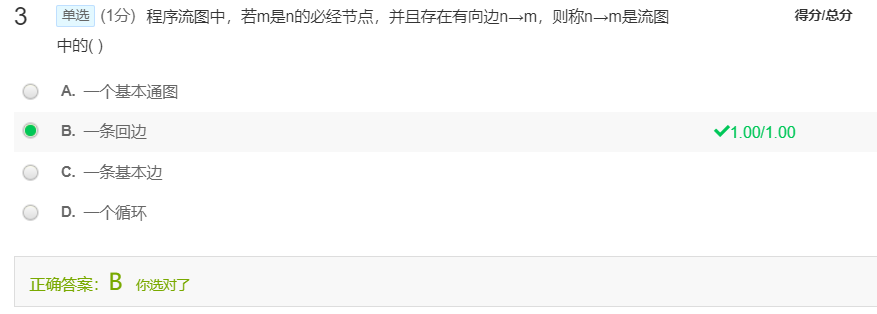 3 单选 (1分) 程序流图中，若m是n的必经节点，并且存在有向边n→m，则称n→m是流图 得分/总分
中的( )
A. 一个基本通图
B. 一条回边 1.00/1.00
C. 一条基本边
D. 一个循环
正确答案：B 你选对了